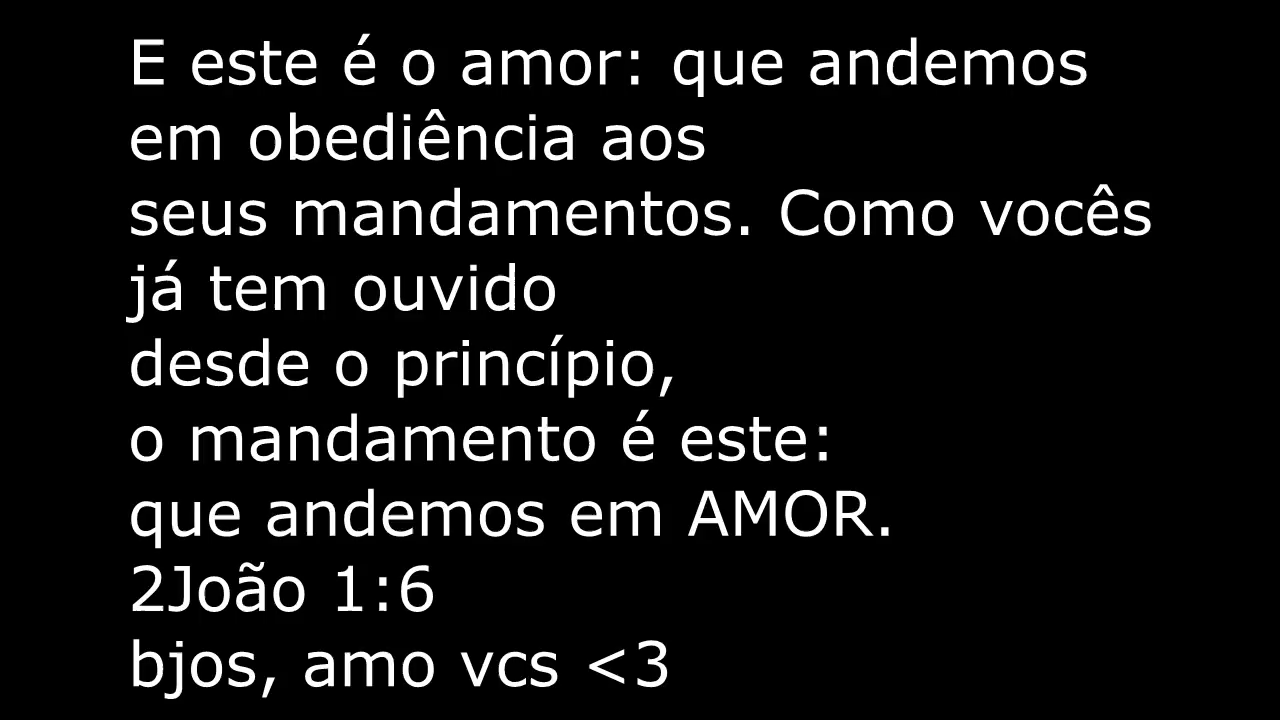 E este é o amor: que andemos
em obediência aos
seus mandamentos. Como vocês
já tem ouvido
desde o princípio,
o mandamento é este:
que andemos em AMOR.
2João 1:6
bjos, amo vcs <3